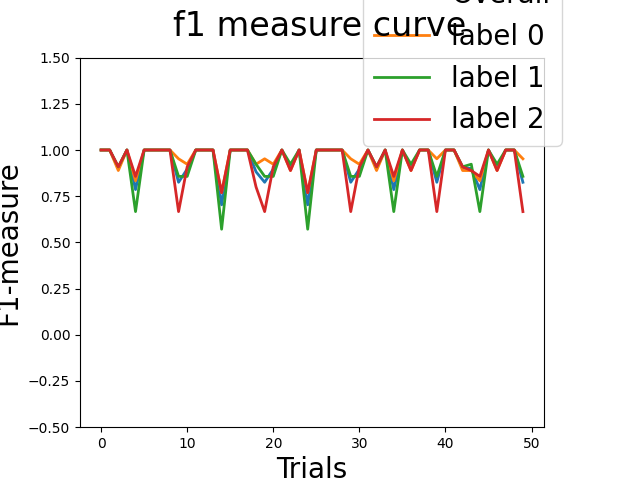 f1 measure curve
Overall
label 0
label 1
label 2
F1-measure
1.50
1.25
1.00
0.75
0.50
0.25
0.00
−0.25
−0.50
0
10
20
30
40
50
Trials